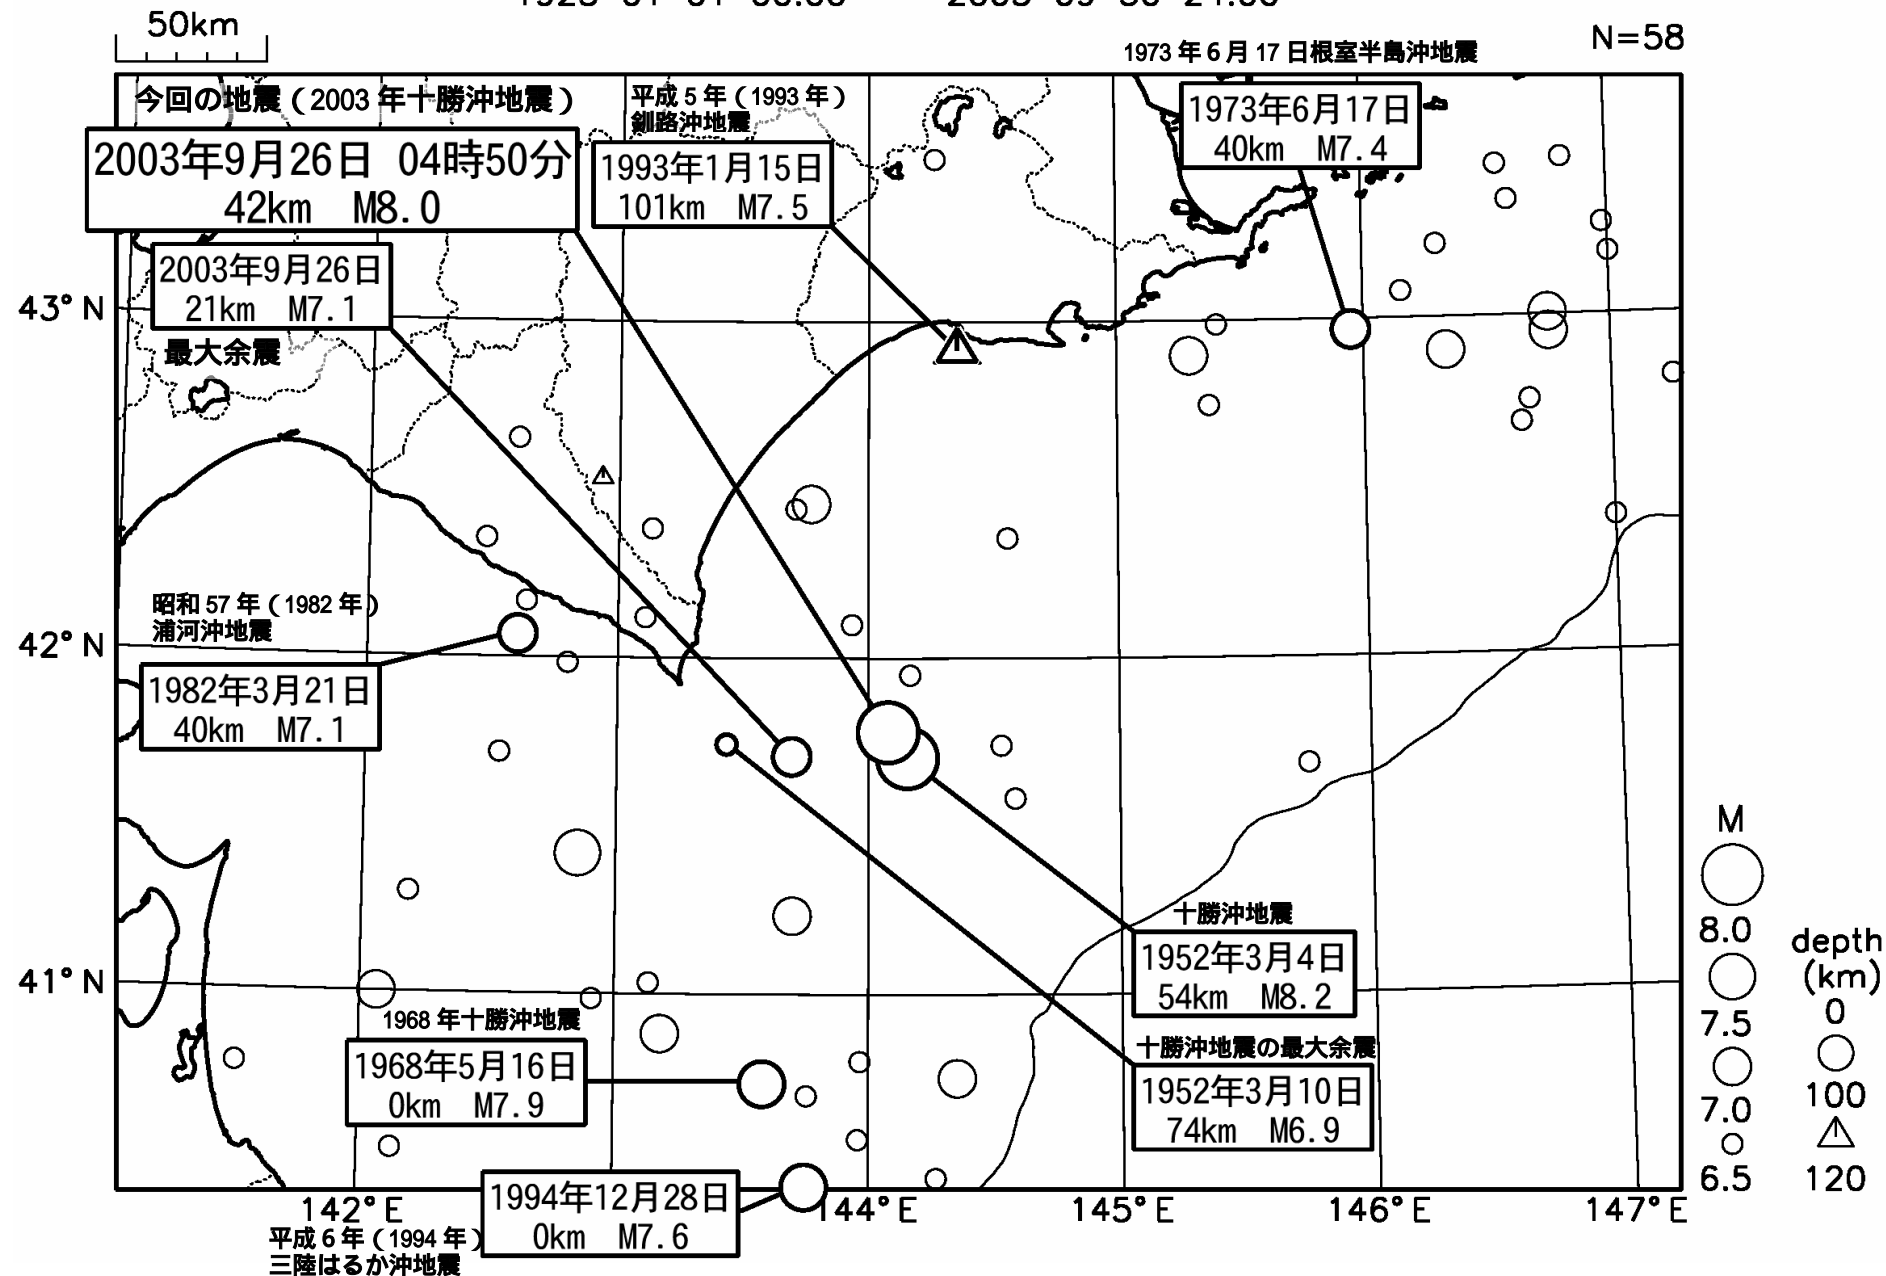 50km
N=58
1973年6月17日根室半島沖地震
今回の地震（2003年十勝沖地震）
平成5年（1993年）
釧路沖地震
1973年6月17日
40km M7.4
2003年9月26日 04時50分
42km M8.0
1993年1月15日
101km M7.5
2003年9月26日
21km M7.1
最大余震
43°N
昭和57年（1982年）
浦河沖地震
42°N
1982年3月21日
40km M7.1
十勝沖地震
1952年3月4日
54km M8.2
41°N
1968年十勝沖地震
1968年5月16日
0km M7.9
十勝沖地震の最大余震
1952年3月10日
74km M6.9
1994年12月28日
0km M7.6
平成6年（1994年）
三陸はるか沖地震
142°E
144°E
145°E
146°E
147°E
M
8.0
7.5
7.0
6.5
depth
(km)
0
100
120